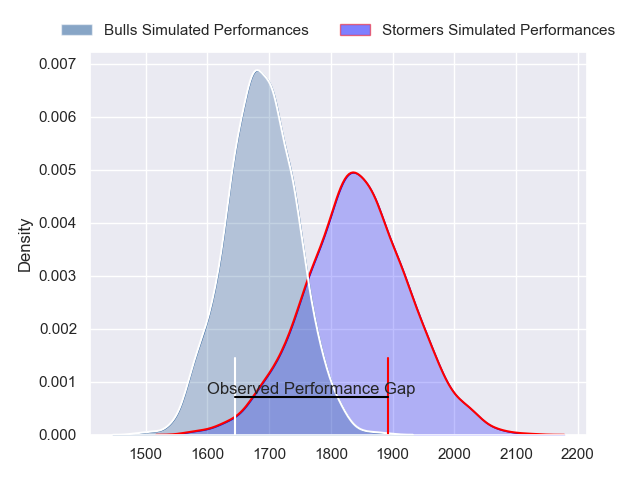 Bulls Simulated Performances Stormers Simulated Performances
0.007
0.006
0.005
0.004
0.003
0.002
0.001
0.000
Density
Observed Performance Gap
1500 1600 1700 1800 1900 2000 2100 2200